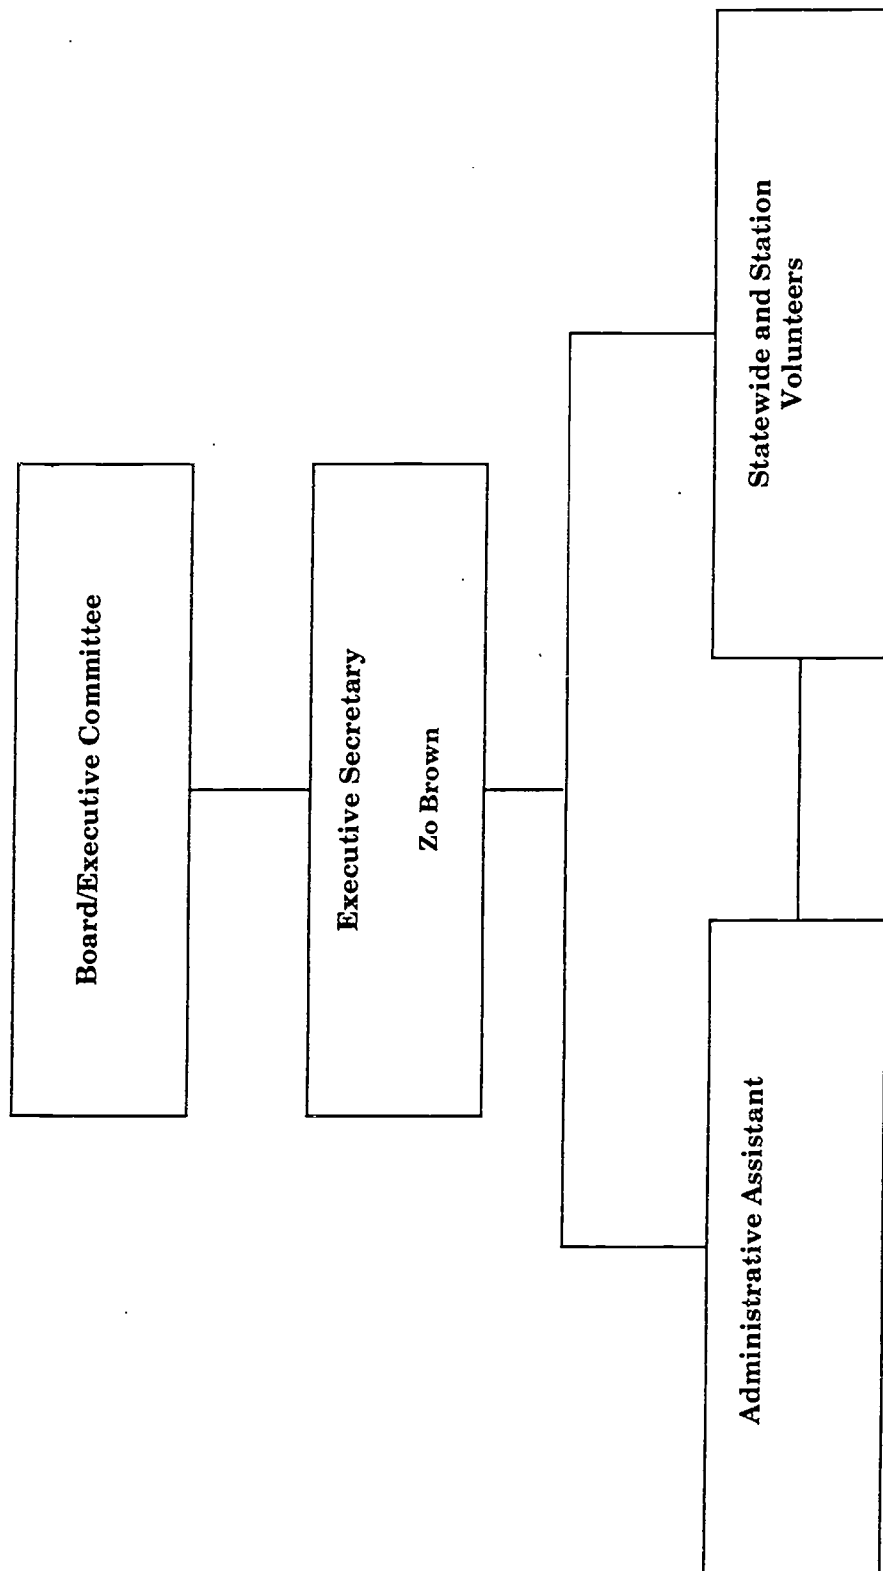 Board/Executive Committee
Executive Secretary
Zo Brown
Administrative Assistant
Statewide and Station
Volunteers